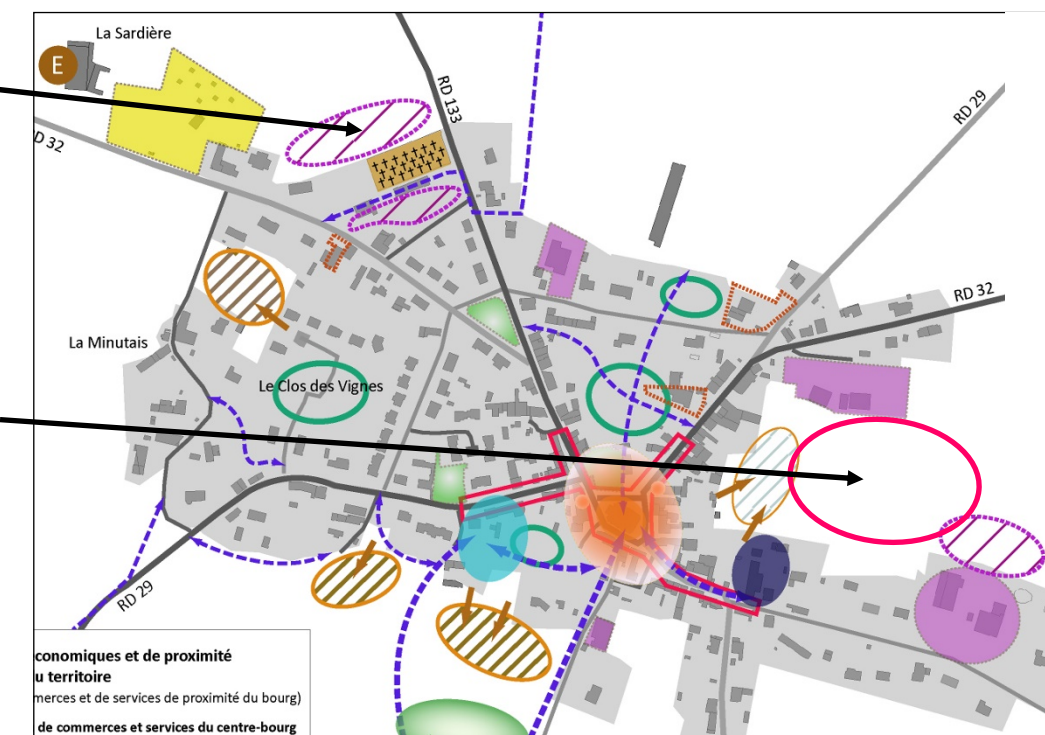 La Sardière
E
RD 133
RD 29
D 32
RD 32
La Minutais
Le Clos des Vignes
RD 29
conomiques et de proximité
u territoire
merces et de services de proximité du bourg)
de commerces et services du centre-bourg